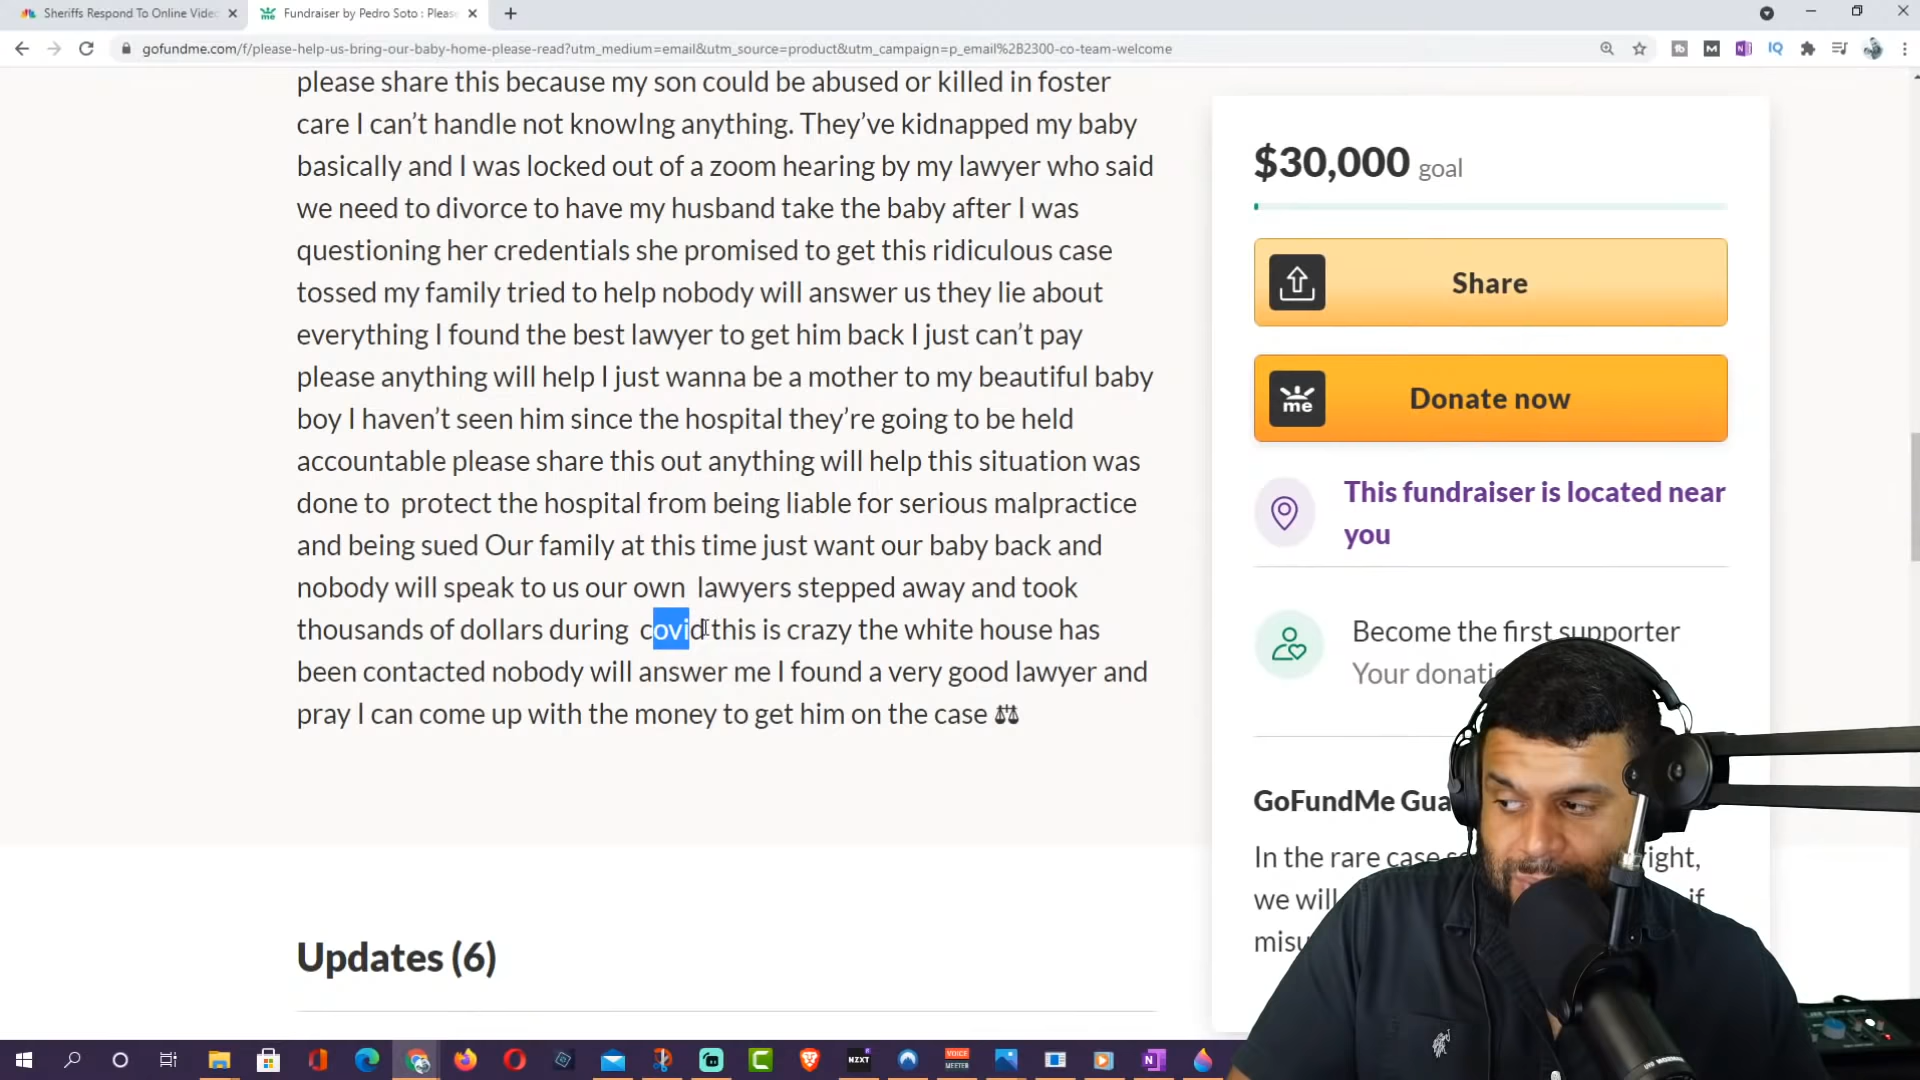 Sheriffs Respond To Online Vide
Fundraiser by Pedro Soto : Pleas
gofundme.com/f/please-help-us-bring-our-baby-home-please-read?utm_medium=email&utm_source=product&utm_campaign=p_email%2B2300-co-team-welcome
please share this because my son could be abused or killed in foster
care I can’t handle not knowIng anything. They’ve kidnapped my baby
basically and I was locked out of a zoom hearing by my lawyer who said
we need to divorce to have my husband take the baby after I was
questioning her credentials she promised to get this ridiculous case
tossed my family tried to help nobody will answer us they lie about
everything I found the best lawyer to get him back I just can’t pay
please anything will help I just wanna be a mother to my beautiful baby
boy I haven’t seen him since the hospital they’re going to be held
accountable please share this out anything will help this situation was
done to protect the hospital from being liable for serious malpractice
and being sued Our family at this time just want our baby back and
nobody will speak to us our own lawyers stepped away and took
thousands of dollars during covid this is crazy the white house has
been contacted nobody will answer me I found a very good lawyer and
pray I can come up with the money to get him on the case ⚖
Updates (6)
$30,000 goal
Share
me
Donate now
This fundraiser is located near
you
Become the first supporter
Your donati
GoFundMe Gua
In the rare case s right,
we will if
misu
NZXT
VOICE
MEETER